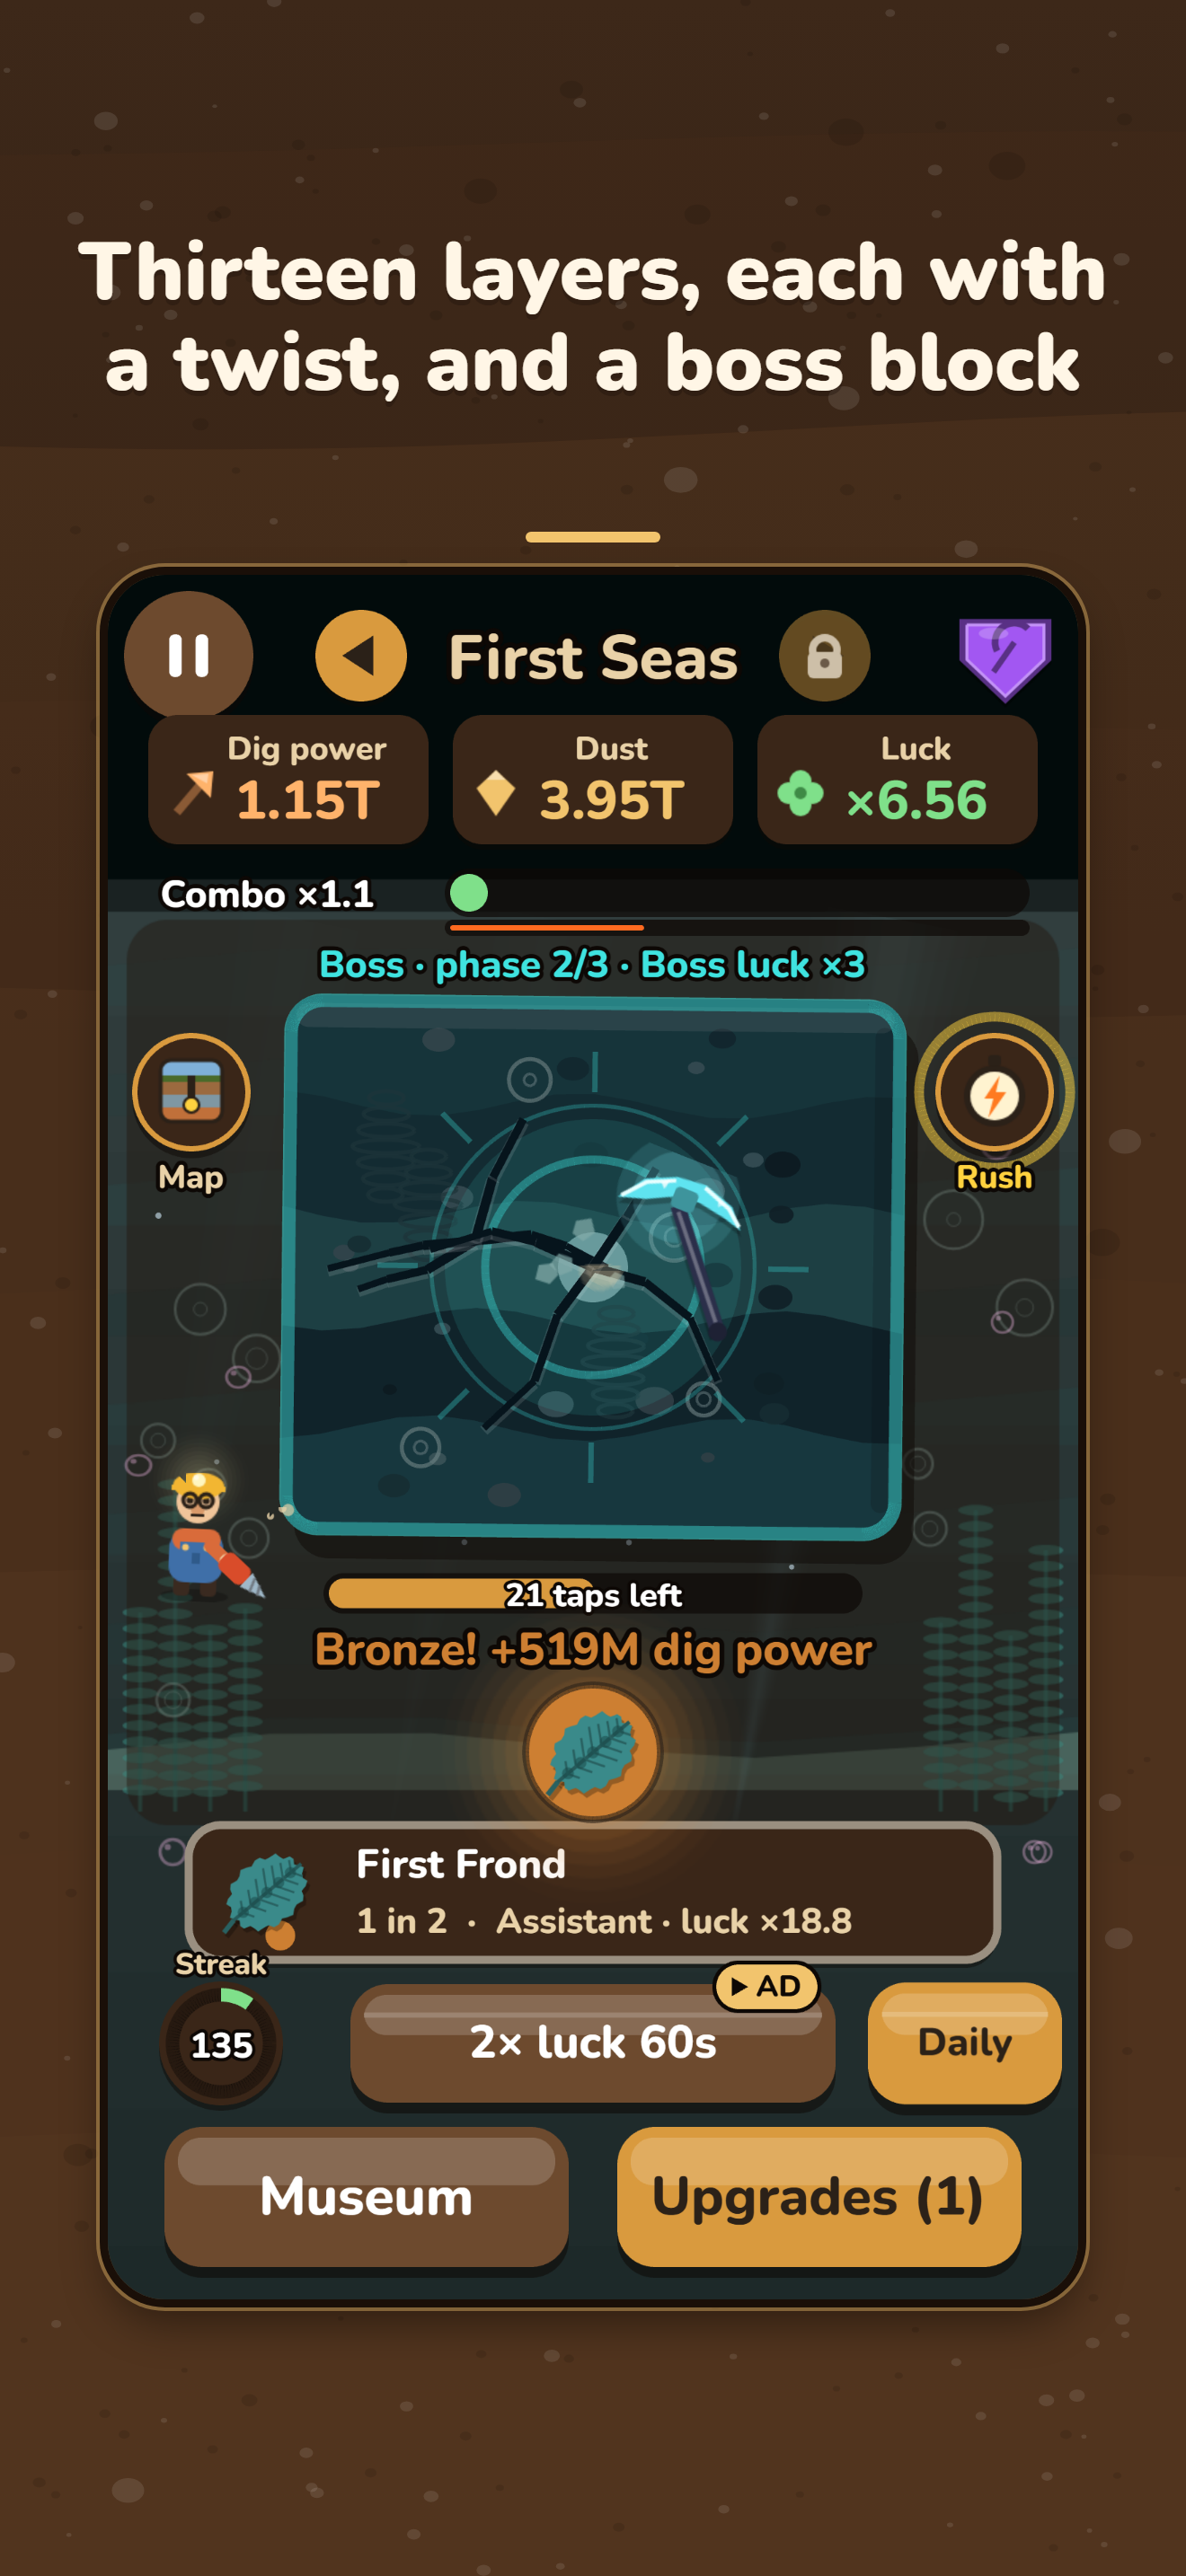 Thirteen layers, each with
a twist, and a boss block
First Seas
Dig power
1.15T
Dust
3.95T
Luck
×6.56
Combo ×1.1
Boss · phase 2/3 · Boss luck ×3
Map
Rush
21 taps left
Bronze! +519M dig power
First Frond
1 in 2 · Assistant · luck ×18.8
Streak
135
AD
2× luck 60s
Daily
Museum
Upgrades (1)